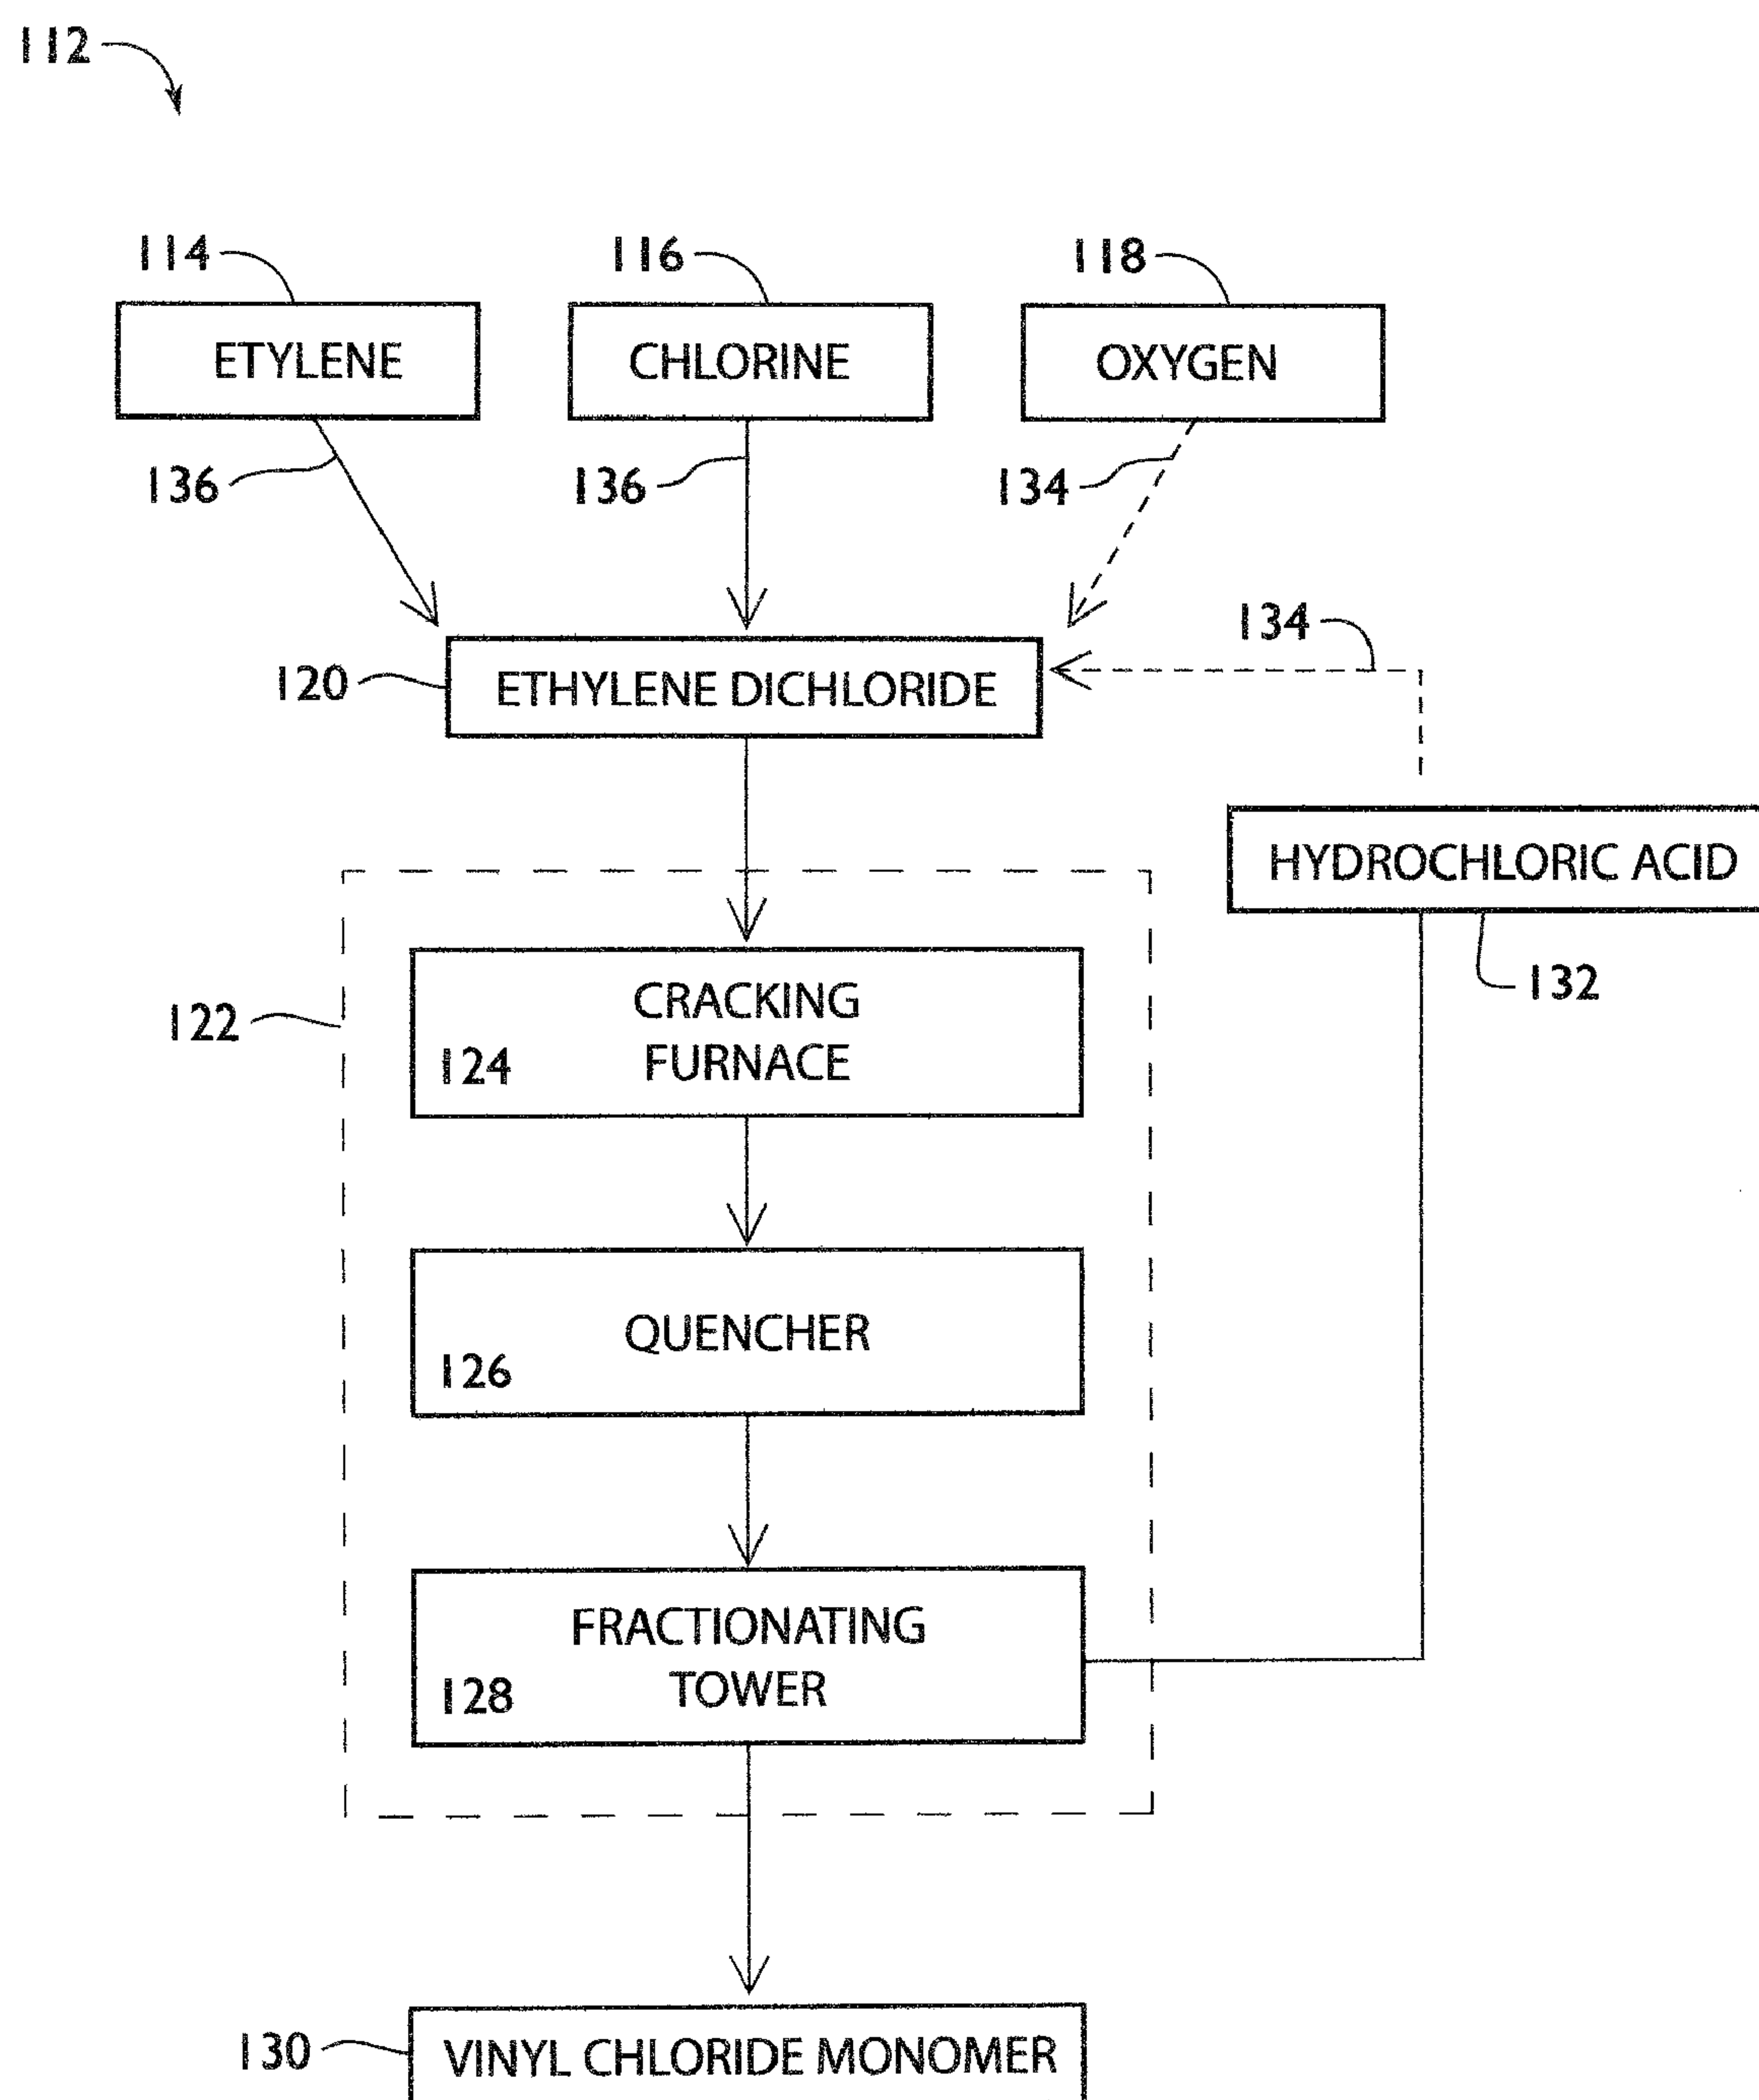 112
114
116
118
ETYLENE
CHLORINE
OXYGEN
136
136
134
134
120
ETHYLENE DICHLORIDE
HYDROCHLORIC ACID
132
122
CRACKING
FURNACE
124
QUENCHER
126
FRACTIONATING
TOWER
128
130
VINYL CHLORIDE MONOMER